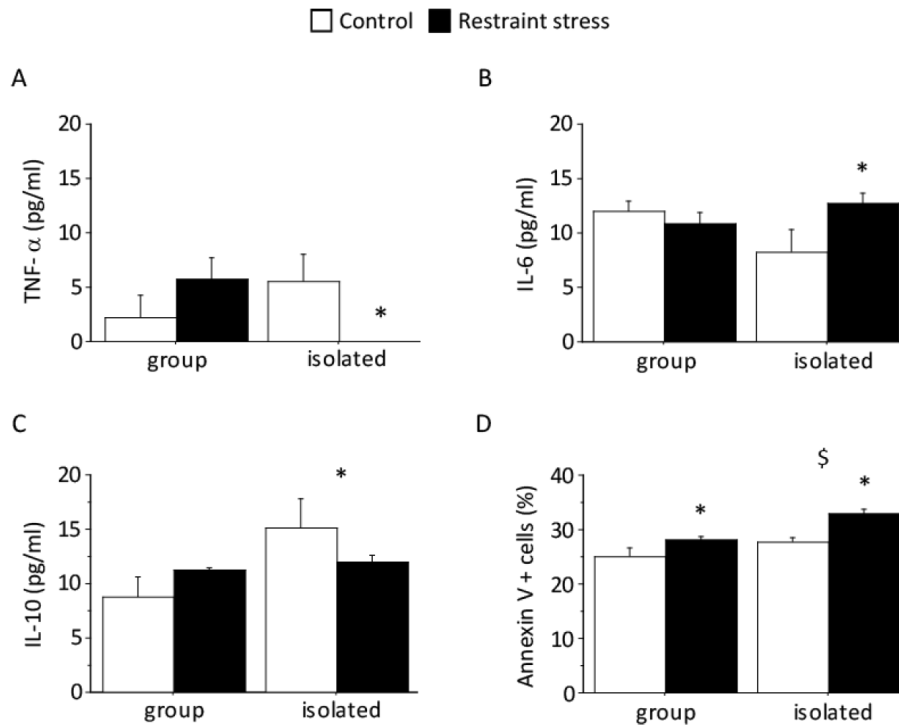 Control Restraint stress
A
TNF- α (pg/ml)
20
15
10
5
0
*
group isolated
B
IL-6 (pg/ml)
20
15
10
5
0
*
group isolated
C
IL-10 (pg/ml)
20
15
10
5
0
*
group isolated
D
Annexin V + cells (%)
40
30
20
10
0
*
$
*
group isolated